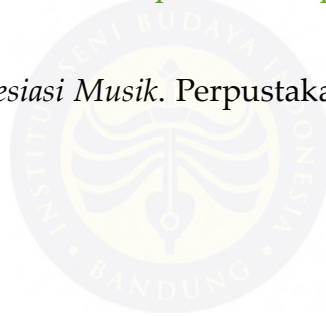 esiasi Musik. Perpustaka
INSTITUT SENI BUDAYA INDONESIA
BANDUNG